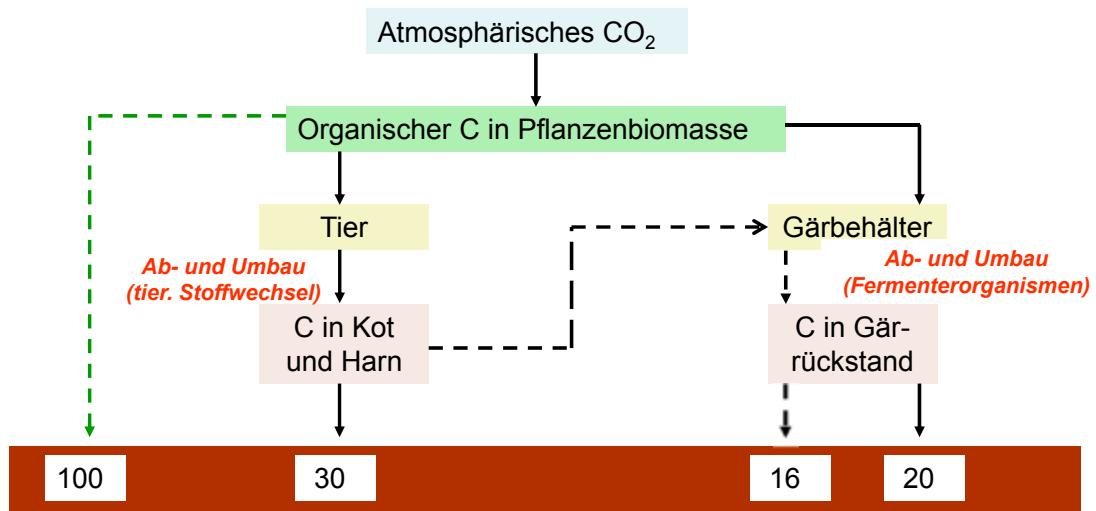 Atmosphärisches CO₂
Organischer C in Pflanzenbiomasse
Tier
Gärbehälter
Ab- und Umbau
(tier. Stoffwechsel)
Ab- und Umbau
(Fermenterorganismen)
C in Kot
und Harn
C in Gär-
rückstand
100
30
16
20